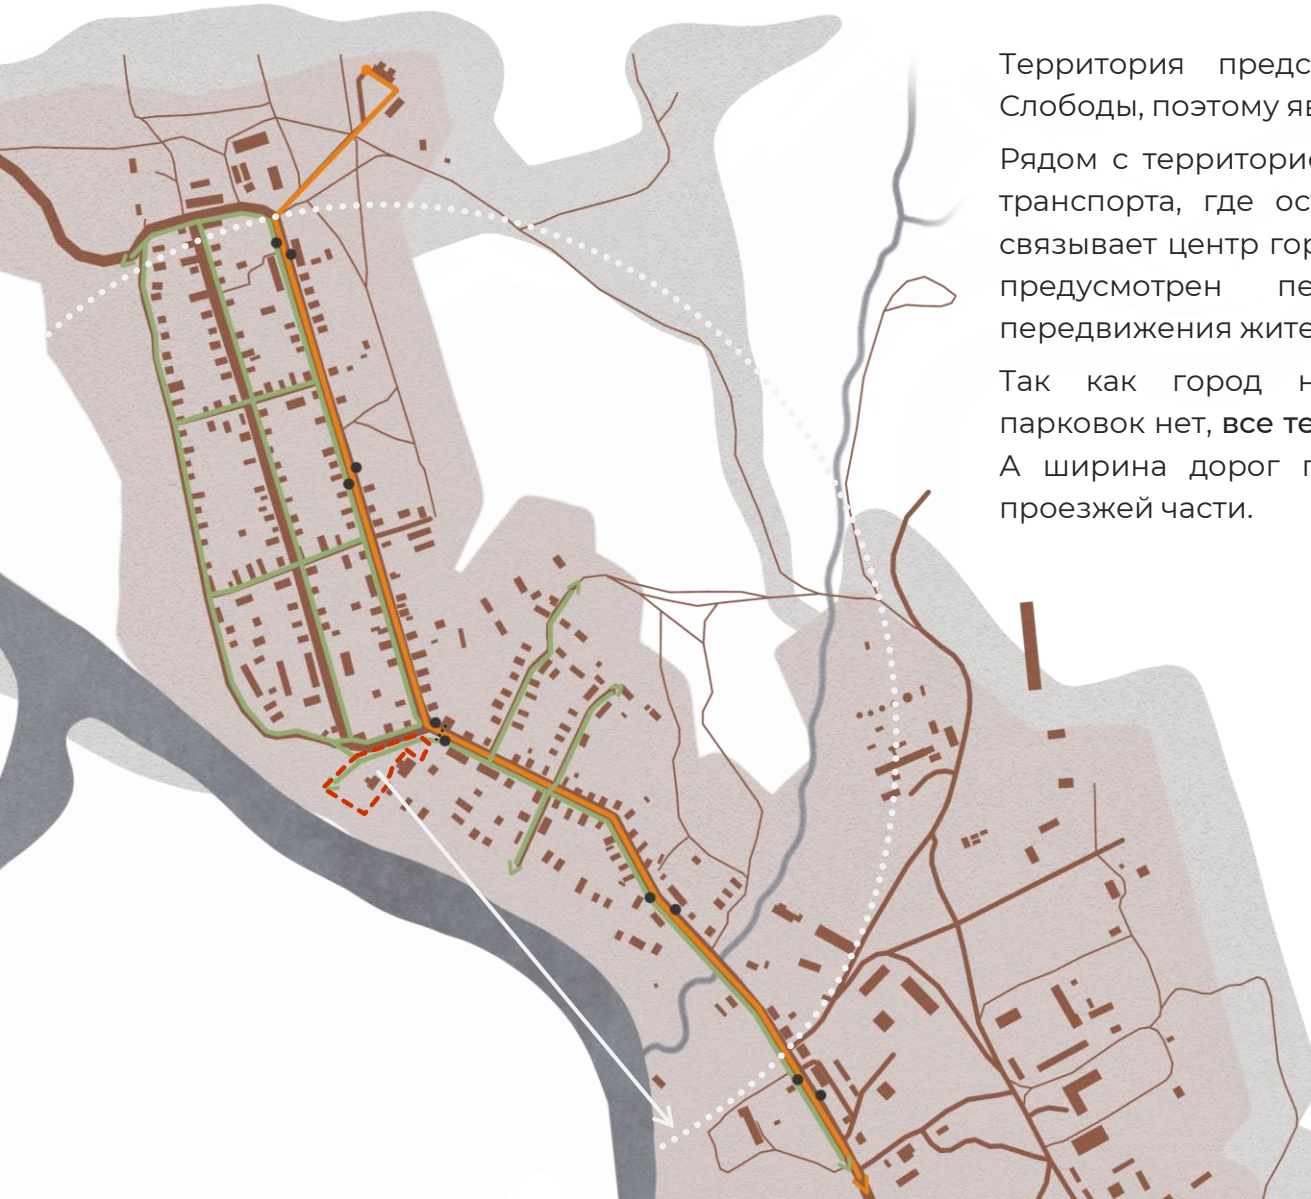 Территория предс
Слободы, поэтому яв
Рядом с территорие
транспорта, где ос
связывает центр гор
предусмотрен пе
передвижения жите
Так как город н
парковок нет, все те
А ширина дорог п
проезжей части.